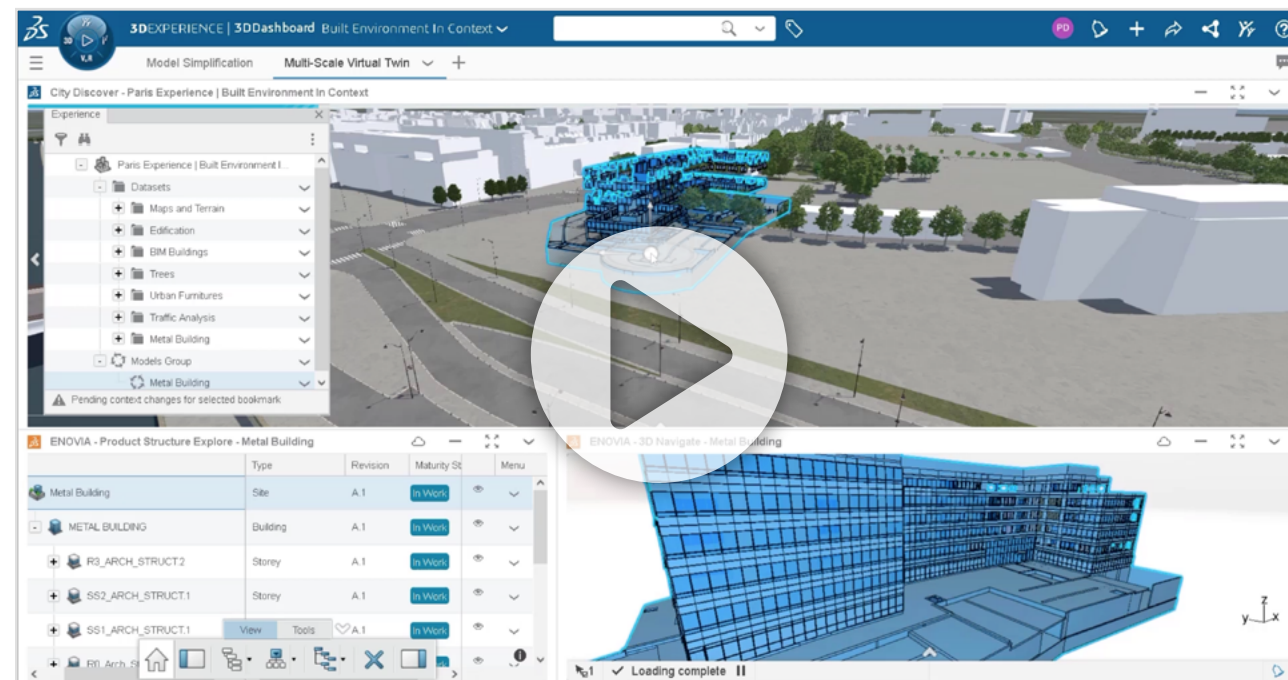 3DEXPERIENCE | 3DDashboard Built Environment In Context
PD
3D
V,R
Model Simplification Multi-Scale Virtual Twin
City Discover - Paris Experience | Built Environment In Context
Experience
Paris Experience | Built Environment I...
Datasets
Maps and Terrain
Edification
BIM Buildings
Trees
Urban Furnitures
Traffic Analysis
Metal Building
Models Group
Metal Building
Pending context changes for selected bookmark
ENOVIA - Product Structure Explore - Metal Building
Type Revision Maturity St Menu
Metal Building Site A.1 In Work
METAL BUILDING Building A.1 In Work
R3_ARCH_STRUCT.2 Storey A.1 In Work
SS2_ARCH_STRUCT.1 Storey A.1 In Work
SS1_ARCH_STRUCT.1 A.1 In Work
View Tools
ENOVIA - 3D Navigate - Metal Building
z
y x
1 Loading complete